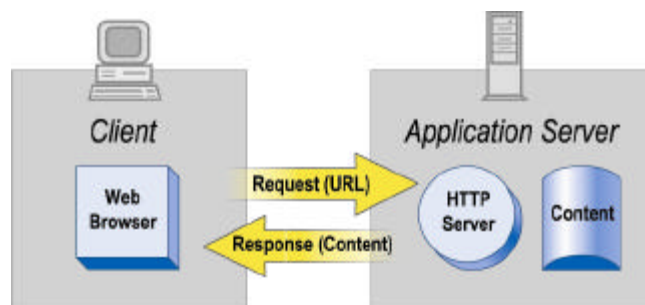 Client
Application Server
Web
Browser
Request (URL)
Response (Content)
HTTP
Server
Content